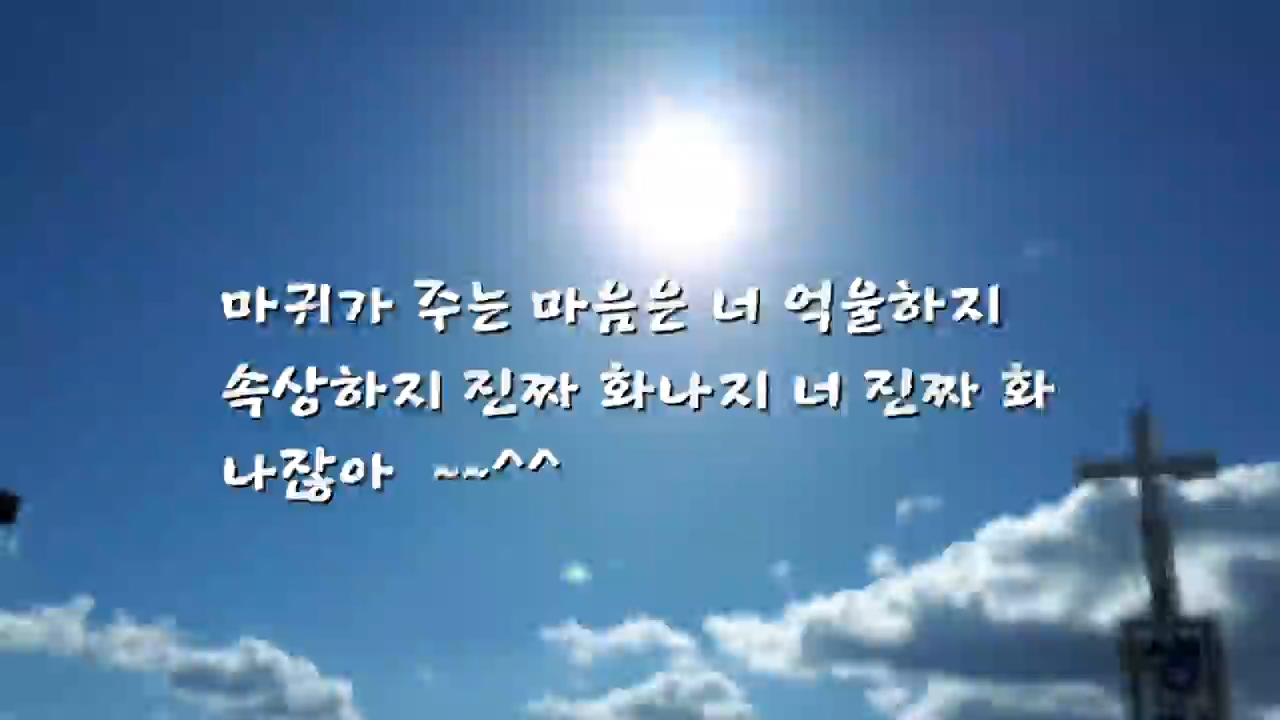 마귀가 주는 마음은 너 억울하지
속상하지 진짜 화나지 너 진짜 화
나잖아 ~~^^